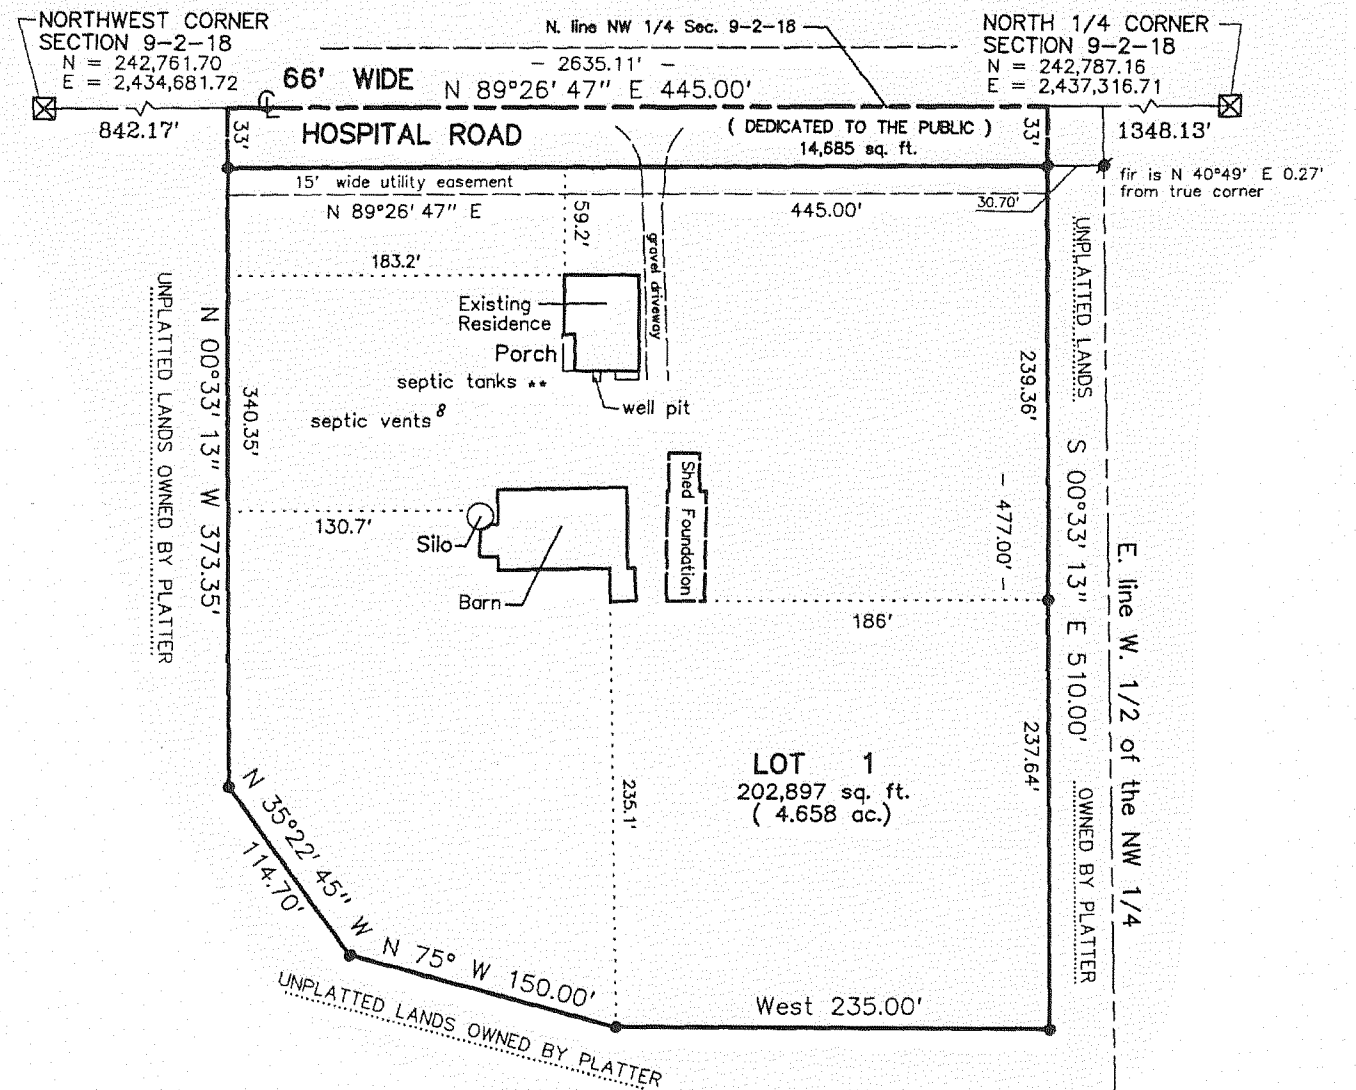 NORTHWEST CORNER
SECTION 9-2-18
N = 242,761.70
E = 2,434,681.72
N. line NW 1/4 Sec. 9-2-18
- 2635.11' -
NORTH 1/4 CORNER
SECTION 9-2-18
N = 242,787.16
E = 2,437,316.71
66' WIDE
N 89°26' 47" E 445.00'
842.17'
33'
HOSPITAL ROAD
( DEDICATED TO THE PUBLIC )
14,685 sq. ft.
33'
1348.13'
fir is N 40°49' E 0.27'
from true corner
15' wide utility easement
N 89°26' 47" E
445.00'
30.70'
59.2'
183.2'
gravel driveway
Existing
Residence
Porch
septic tanks **
well pit
septic vents 8
UNPLATTED LANDS OWNED BY PLATTER
N 00°33' 13" W 373.35'
340.35'
130.7'
Silo
Barn
Shed Foundation
186'
239.36'
- 477.00' -
237.64'
UNPLATTED LANDS
OWNED BY PLATTER
S 00°33' 13" E 510.00'
E. line W. 1/2 of the NW 1/4
LOT 1
202,897 sq. ft.
( 4.658 ac.)
235.1'
N 35°22' 45" W
114.70'
N 75° W 150.00'
West 235.00'
UNPLATTED LANDS OWNED BY PLATTER